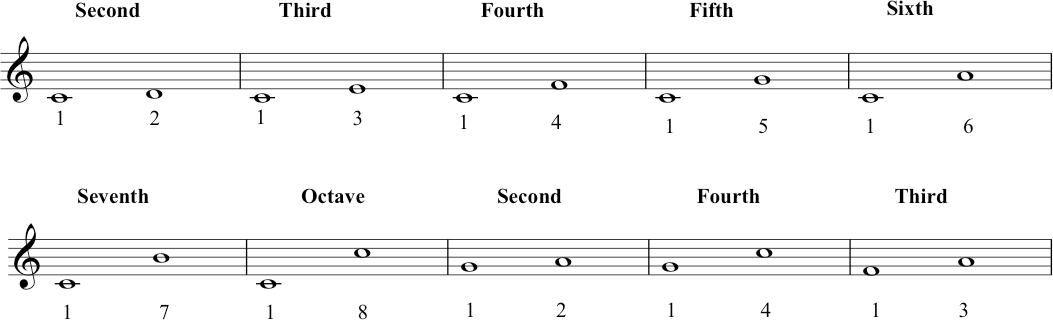 Second Third Fourth Fifth Sixth
1 2 1 3 1 4 1 5 1 6
Seventh Octave Second Fourth Third
1 7 1 8 1 2 1 4 1 3